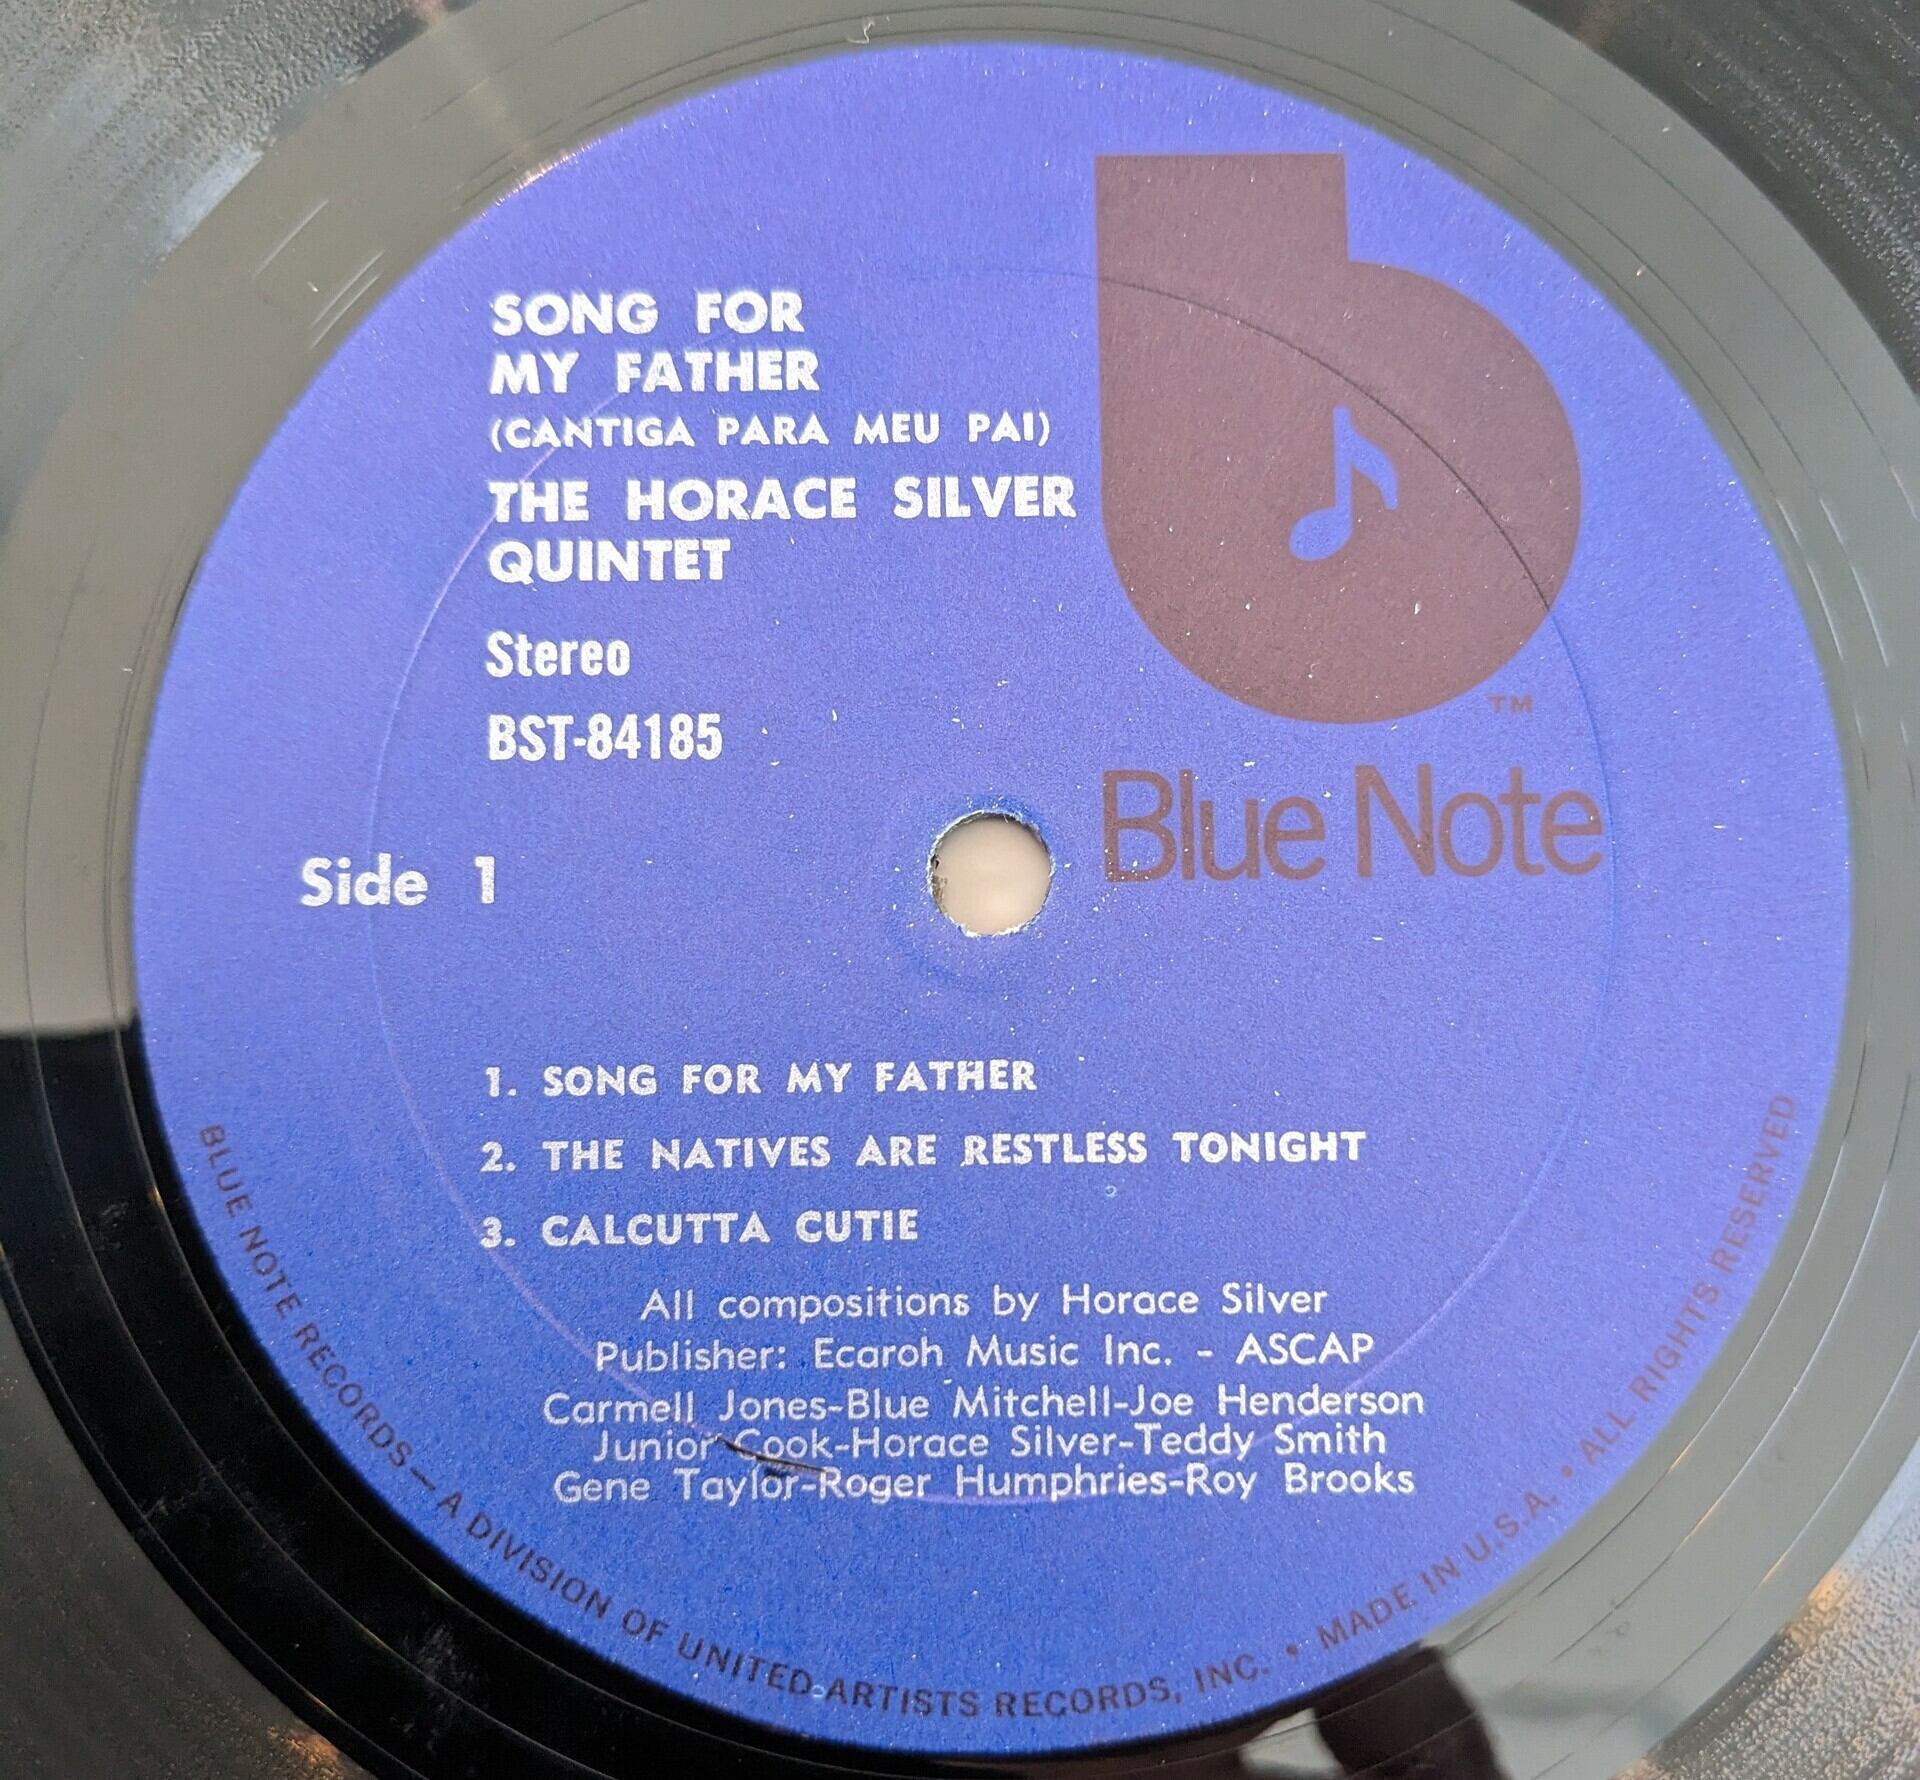 SONG FOR
MY FATHER
(CANTIGA PARA MEU PAI)
THE HORACE SILVER
QUINTET
Stereo
BST-84185
TM
Blue Note
Side 1
1. SONG FOR MY FATHER
2. THE NATIVES ARE RESTLESS TONIGHT
3. CALCUTTA CUTIE
All compositions by Horace Silver
Publisher: Ecaroh Music Inc. - ASCAP
Carmell Jones-Blue Mitchell-Joe Henderson
Junior Cook-Horace Silver-Teddy Smith
Gene Taylor-Roger Humphries-Roy Brooks
BLUE NOTE RECORDS—A DIVISION OF UNITED ARTISTS RECORDS, INC. • MADE IN U.S.A. • ALL RIGHTS RESERVED